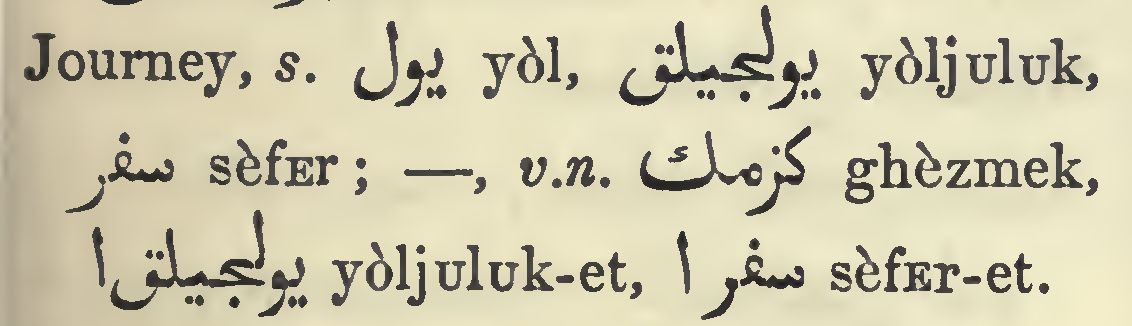 Journey, s. يول yòl, يولجيلق yòljuluk,
سفر sèfEr ; —, v.n. كزمك ghèzmek,
يولجيلق ا yòljuluk-et, سفر ا sèfEr-et.